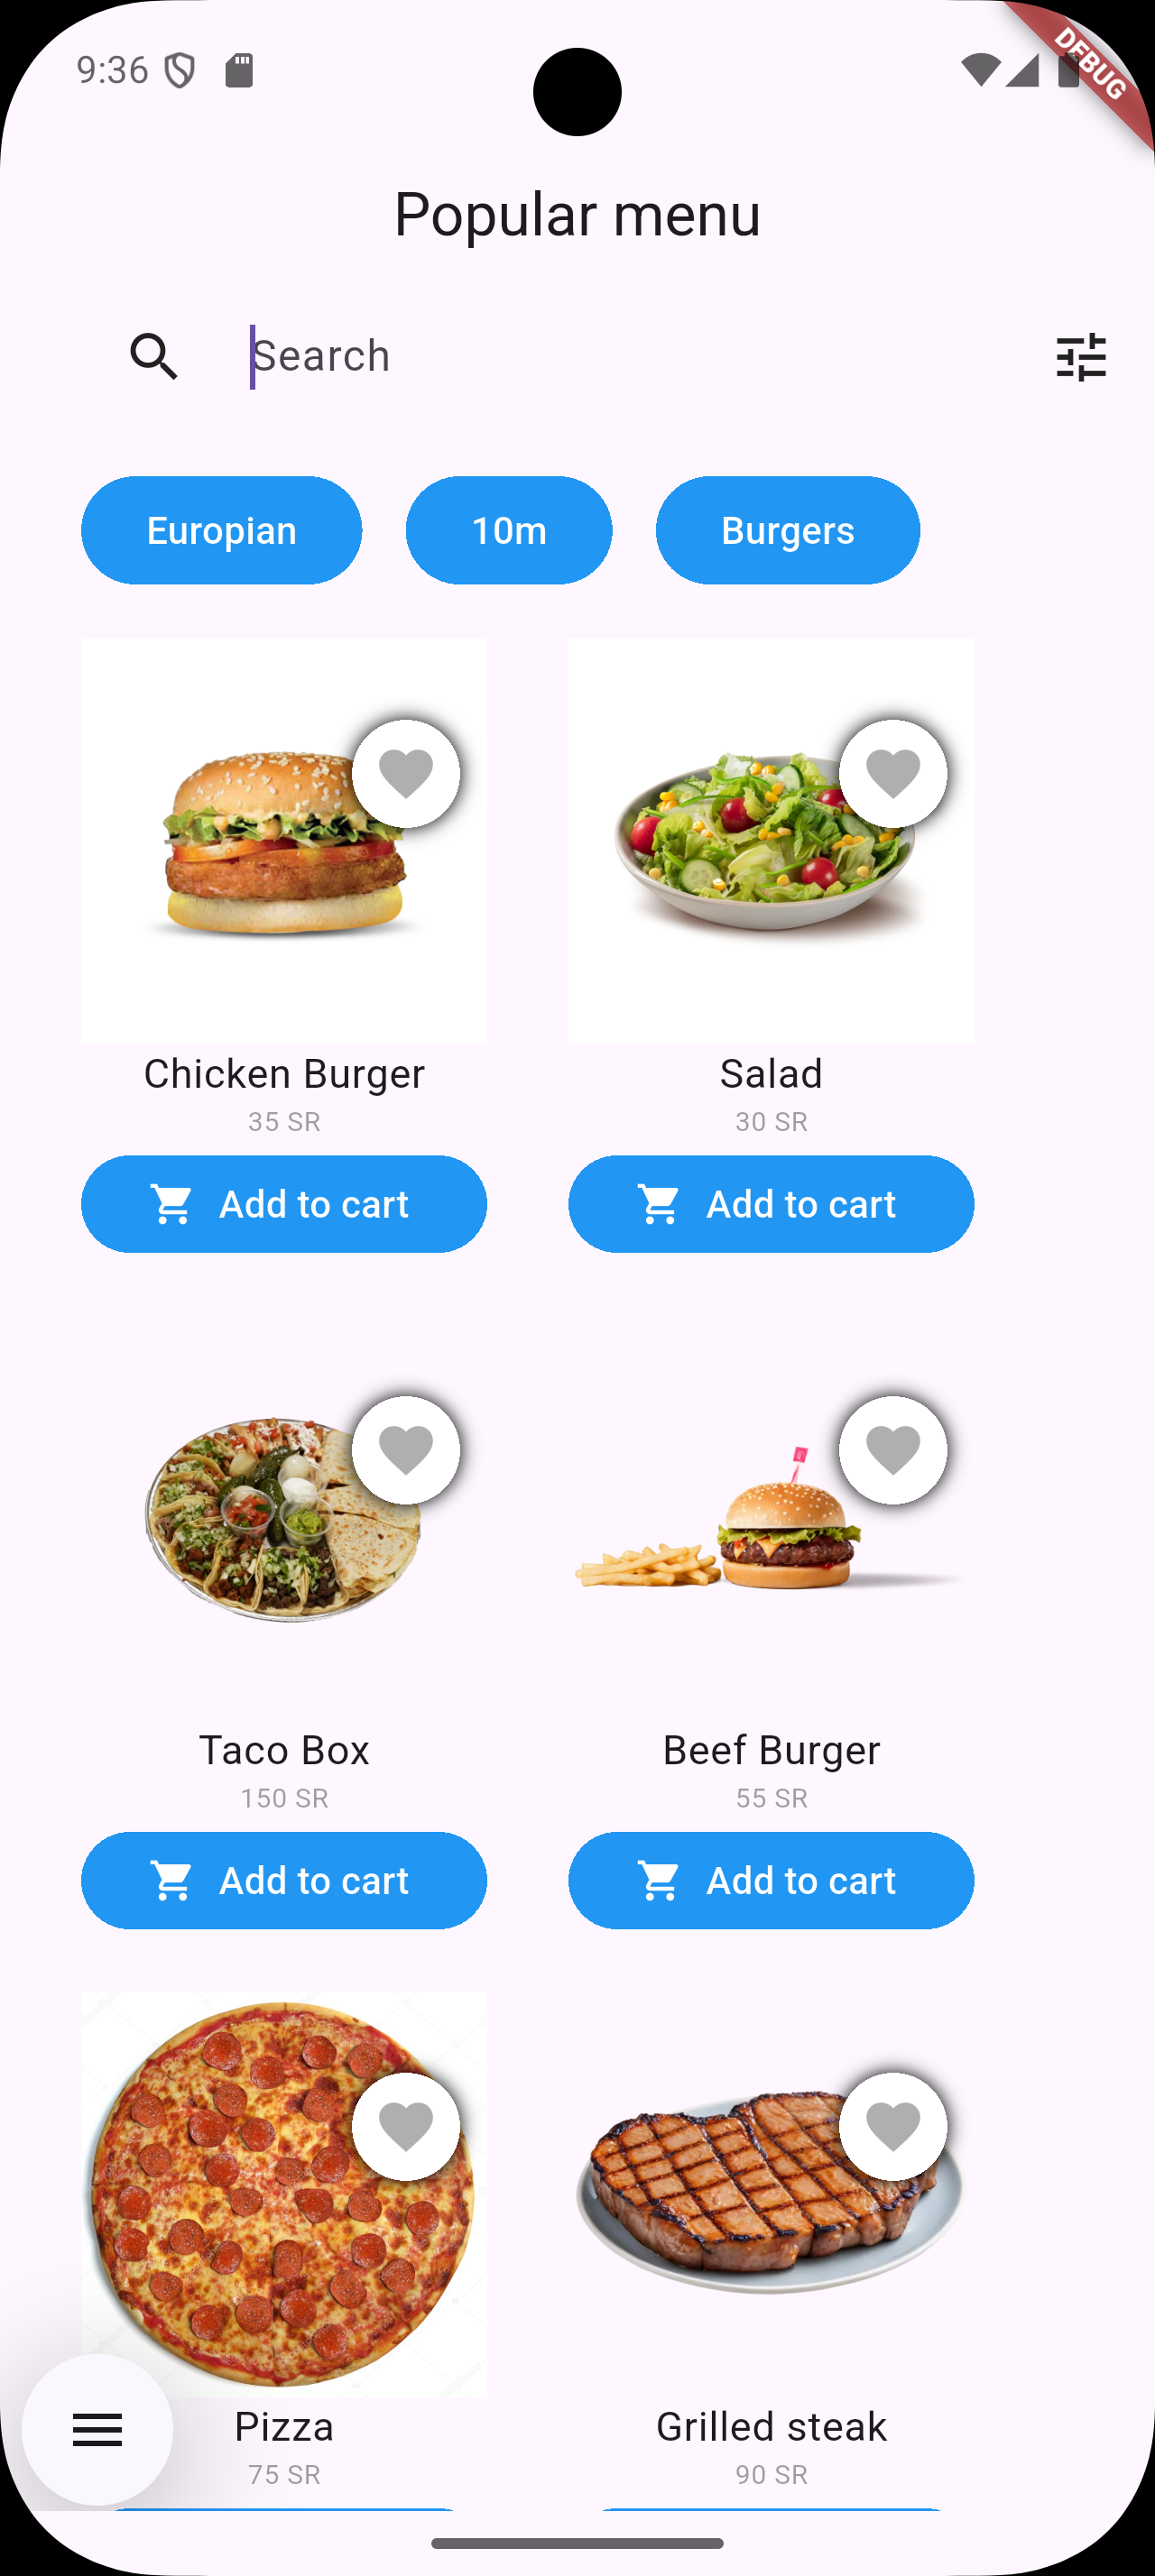 9:36
DEBUG
Popular menu
Search
Europian 10m Burgers
Chicken Burger Salad
35 SR 30 SR
Add to cart Add to cart
Taco Box Beef Burger
150 SR 55 SR
Add to cart Add to cart
Pizza Grilled steak
75 SR 90 SR